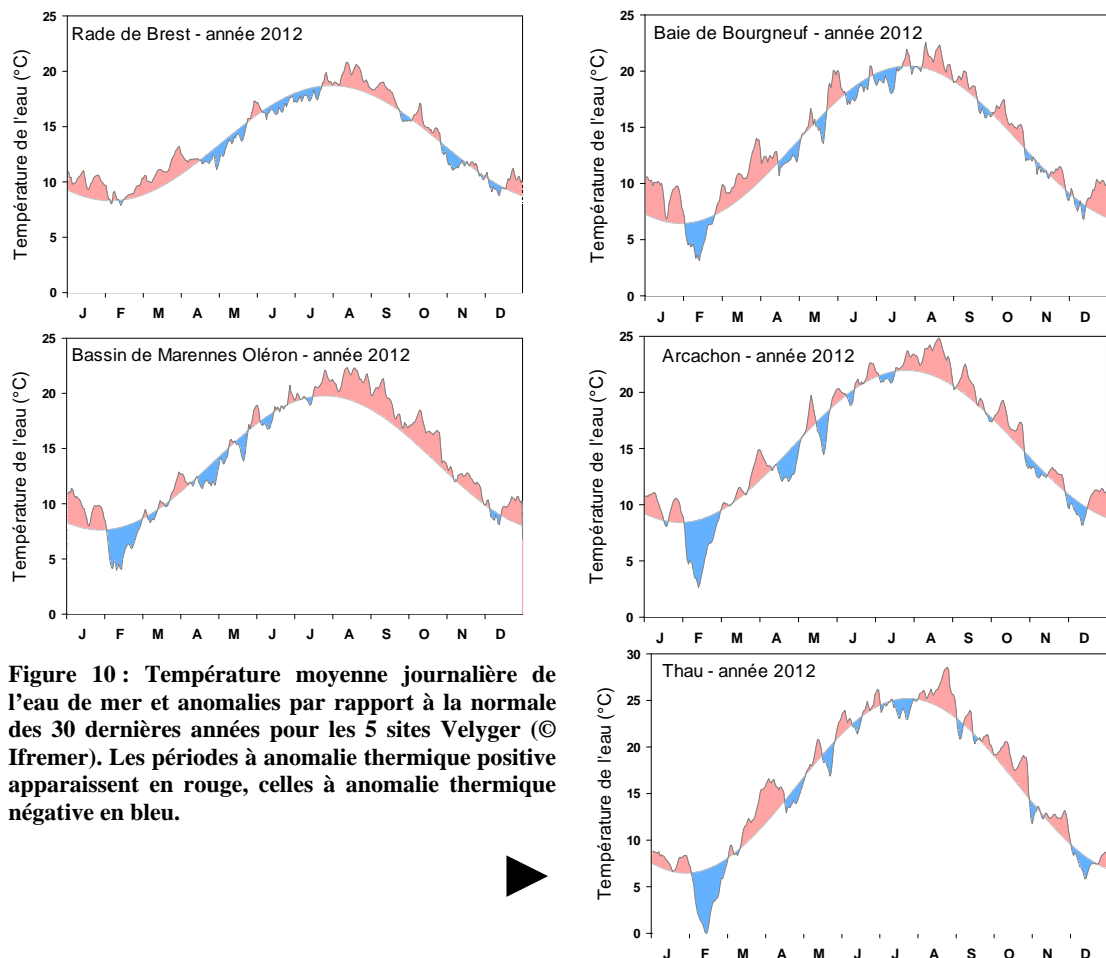 Rade de Brest - année 2012
Température de l'eau (°C)
25
20
15
10
5
0
J F M A M J J A S O N D
Baie de Bourgneuf - année 2012
Température de l'eau (°C)
25
20
15
10
5
0
J F M A M J J A S O N D
Bassin de Marennes Oléron - année 2012
Température de l'eau (°C)
25
20
15
10
5
0
J F M A M J J A S O N D
Arcachon - année 2012
Température de l'eau (°C)
25
20
15
10
5
0
J F M A M J J A S O N D
Figure 10 : Température moyenne journalière de
l'eau de mer et anomalies par rapport à la normale
des 30 dernières années pour les 5 sites Velyger (©
Ifremer). Les périodes à anomalie thermique positive
apparaissent en rouge, celles à anomalie thermique
négative en bleu.
Thau - année 2012
Température de l'eau (°C)
30
25
20
15
10
5
0
J F M A M J J A S O N D